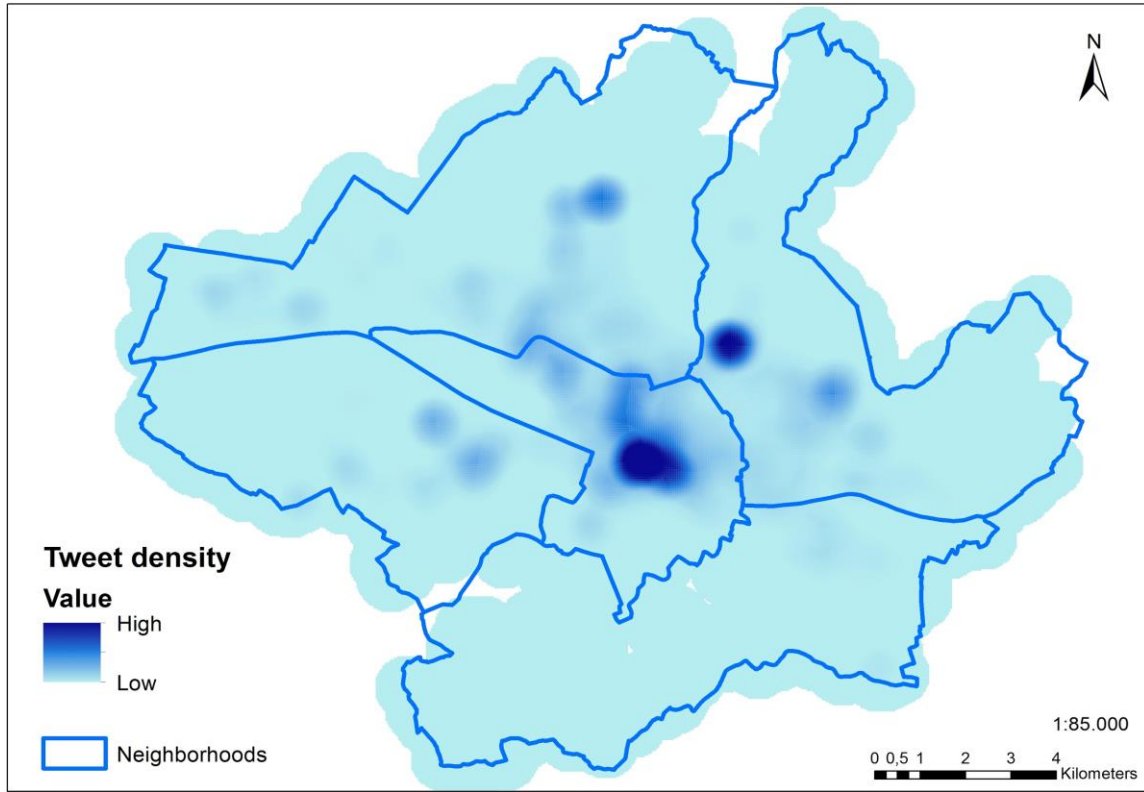 N
Tweet density
Value
High
Low
Neighborhoods
1:85.000
0 0,5 1 2 3 4
Kilometers